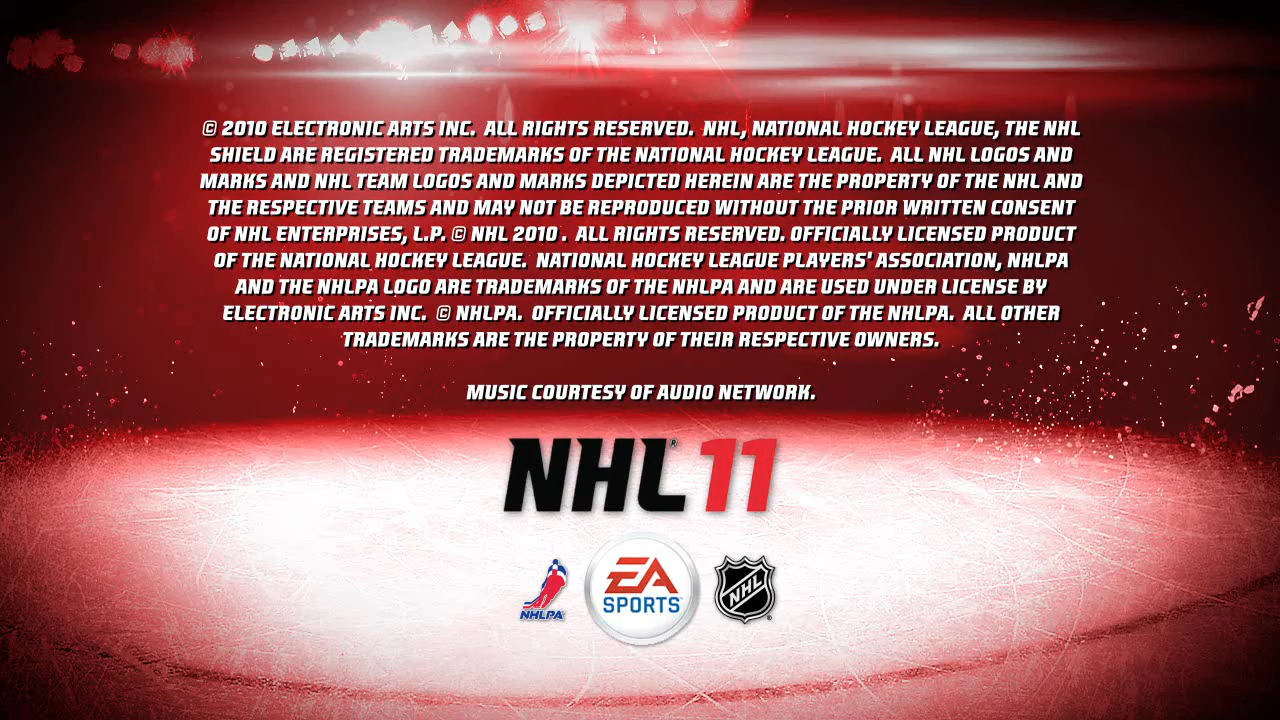 © 2010 ELECTRONIC ARTS INC.  ALL RIGHTS RESERVED.  NHL, NATIONAL HOCKEY LEAGUE, THE NHL
SHIELD ARE REGISTERED TRADEMARKS OF THE NATIONAL HOCKEY LEAGUE.  ALL NHL LOGOS AND
MARKS AND NHL TEAM LOGOS AND MARKS DEPICTED HEREIN ARE THE PROPERTY OF THE NHL AND
THE RESPECTIVE TEAMS AND MAY NOT BE REPRODUCED WITHOUT THE PRIOR WRITTEN CONSENT
OF NHL ENTERPRISES, L.P. © NHL 2010 .  ALL RIGHTS RESERVED. OFFICIALLY LICENSED PRODUCT
OF THE NATIONAL HOCKEY LEAGUE.  NATIONAL HOCKEY LEAGUE PLAYERS' ASSOCIATION, NHLPA
AND THE NHLPA LOGO ARE TRADEMARKS OF THE NHLPA AND ARE USED UNDER LICENSE BY
ELECTRONIC ARTS INC.  © NHLPA.  OFFICIALLY LICENSED PRODUCT OF THE NHLPA.  ALL OTHER
TRADEMARKS ARE THE PROPERTY OF THEIR RESPECTIVE OWNERS.
MUSIC COURTESY OF AUDIO NETWORK.
NHL® 11
NHLPA
EA SPORTS™
NHL®